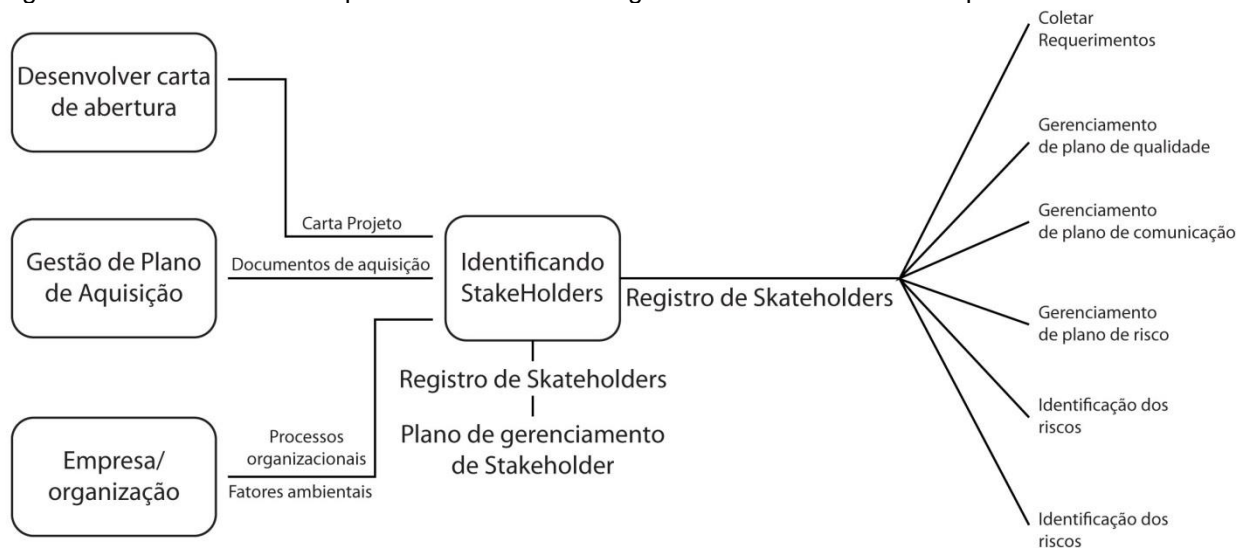 Desenvolver carta
de abertura
Gestão de Plano
de Aquisição
Empresa/
organização
Carta Projeto
Documentos de aquisição
Processos
organizacionais
Fatores ambientais
Identificando
StakeHolders
Registro de Skateholders
Plano de gerenciamento
de Stakeholder
Registro de Skateholders
Coletar
Requerimentos
Gerenciamento
de plano de qualidade
Gerenciamento
de plano de comunicação
Gerenciamento
de plano de risco
Identificação dos
riscos
Identificação dos
riscos